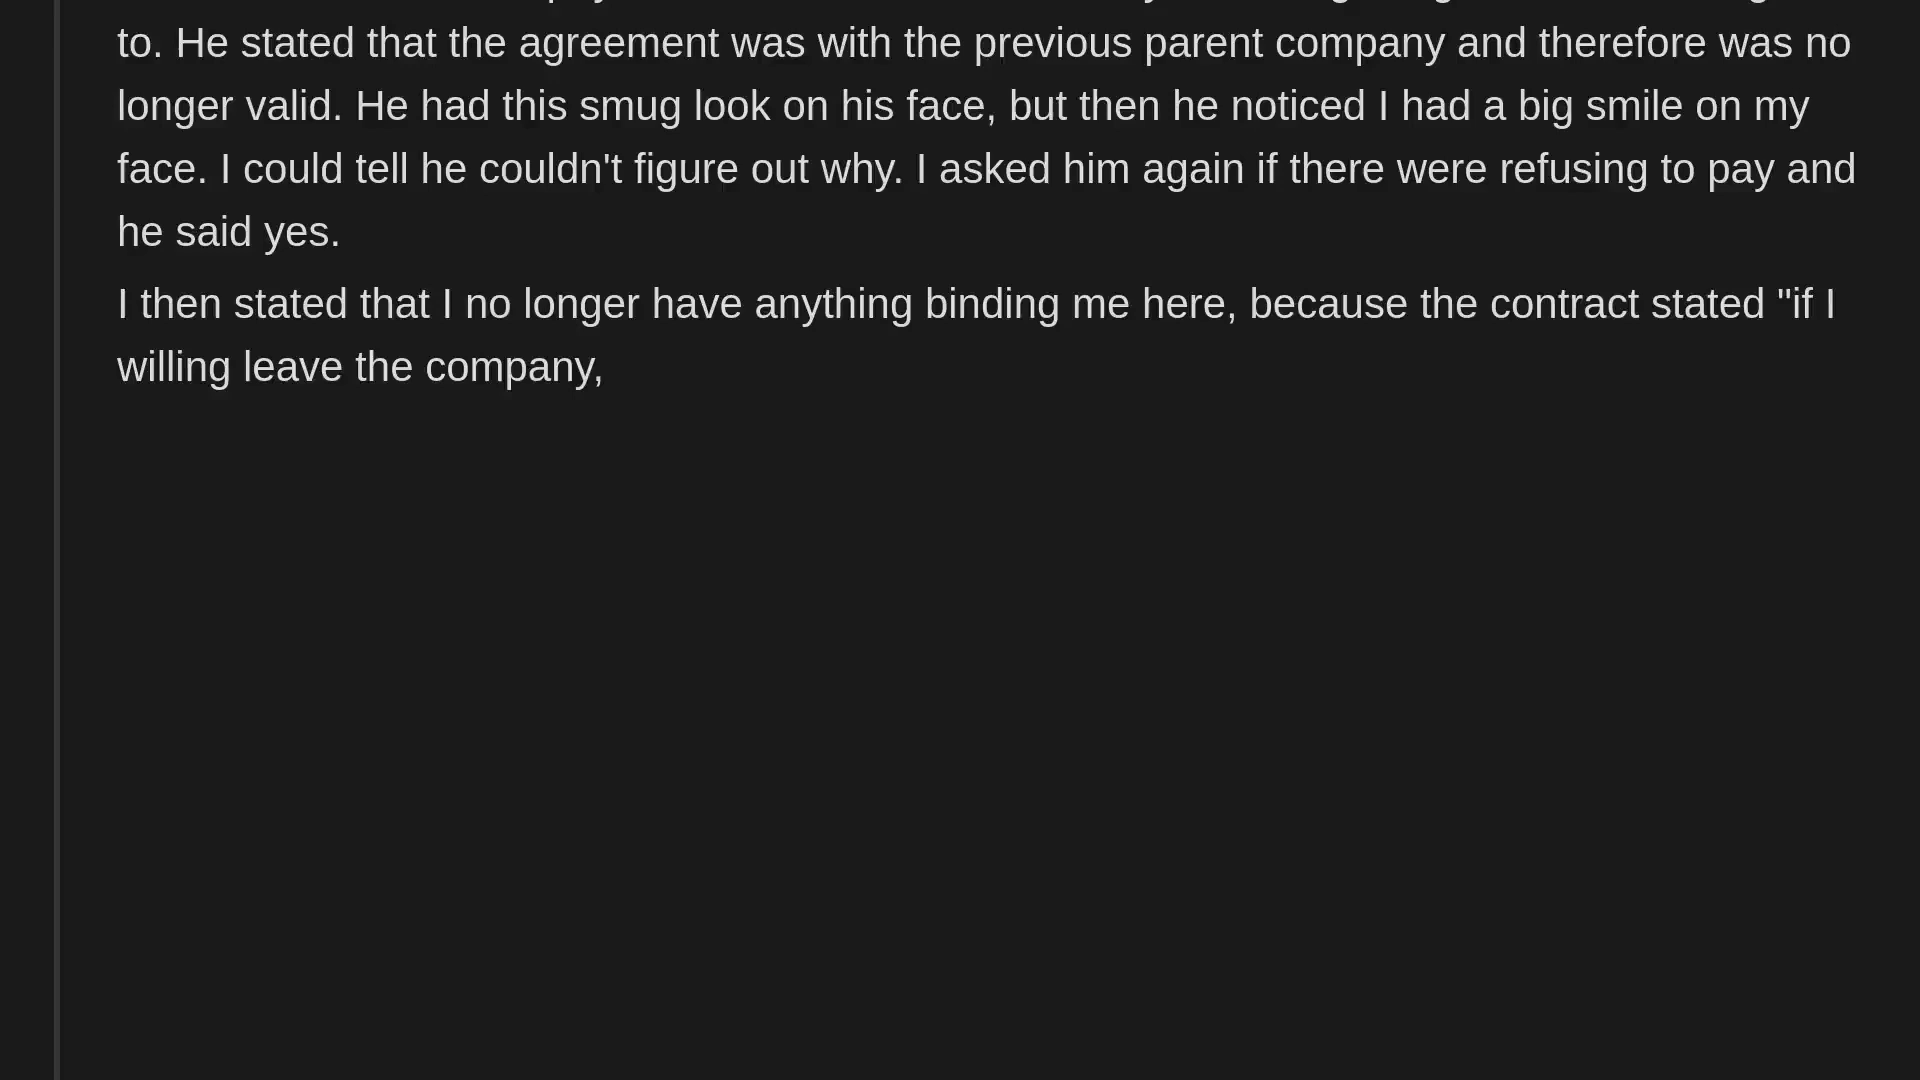 to. He stated that the agreement was with the previous parent company and therefore was no
longer valid. He had this smug look on his face, but then he noticed I had a big smile on my
face. I could tell he couldn't figure out why. I asked him again if there were refusing to pay and
he said yes.
I then stated that I no longer have anything binding me here, because the contract stated "if I
willing leave the company,